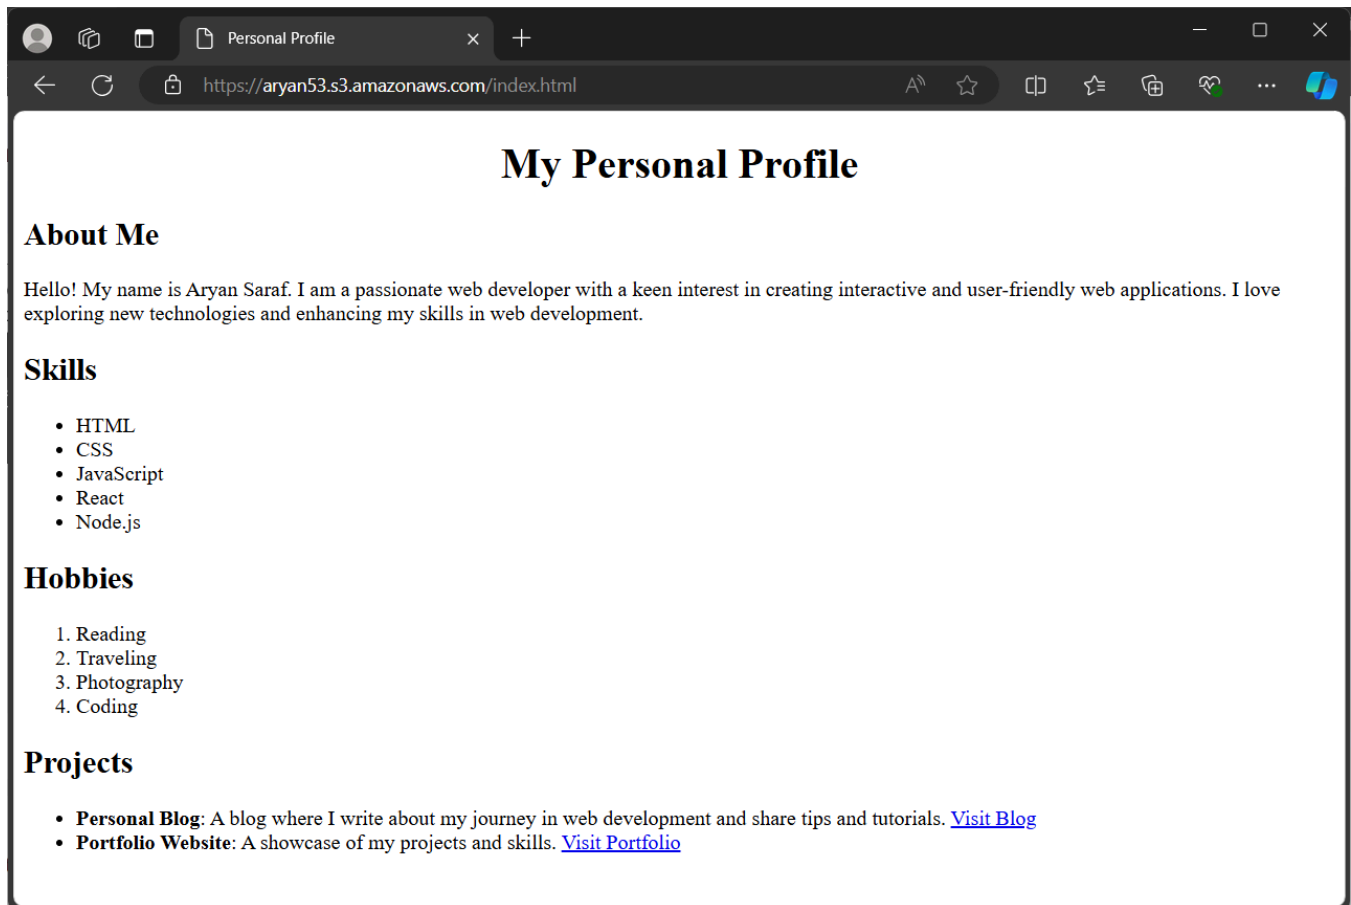 Personal Profile
https://aryan53.s3.amazonaws.com/index.html
My Personal Profile
About Me
Hello! My name is Aryan Saraf. I am a passionate web developer with a keen interest in creating interactive and user-friendly web applications. I love
exploring new technologies and enhancing my skills in web development.
Skills
• HTML
• CSS
• JavaScript
• React
• Node.js
Hobbies
1. Reading
2. Traveling
3. Photography
4. Coding
Projects
• Personal Blog: A blog where I write about my journey in web development and share tips and tutorials. Visit Blog
• Portfolio Website: A showcase of my projects and skills. Visit Portfolio